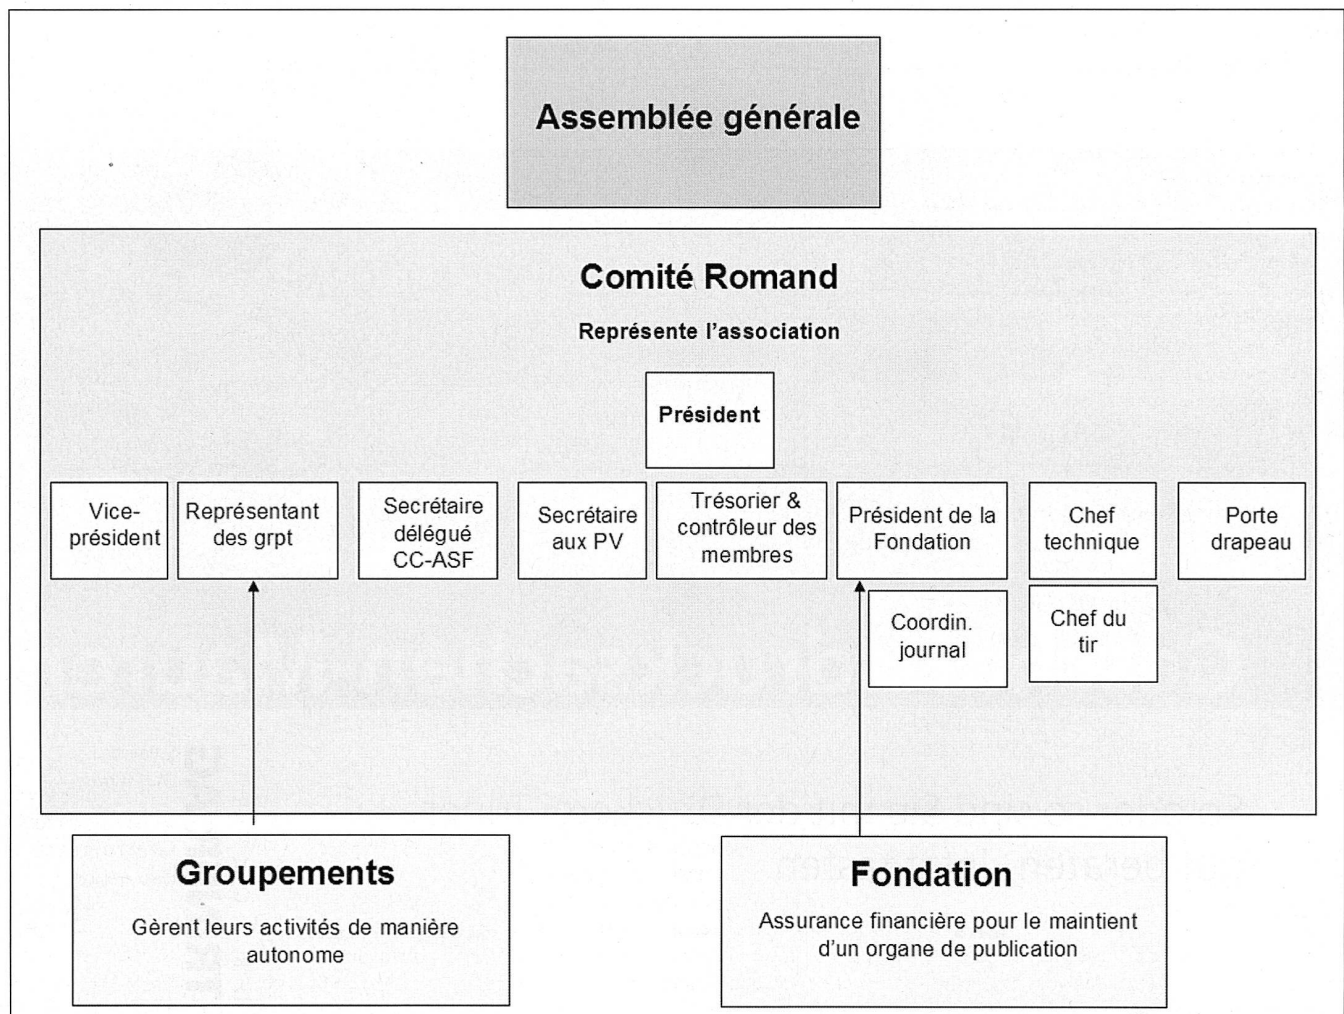 Assemblée générale
Comité Romand
Représente l'association
Président
Vice-
président
Représentant
des grpt
Secrétaire
délégué
CC-ASF
Secrétaire
aux PV
Trésorier &
contrôleur des
membres
Président de la
Fondation
Chef
technique
Porte
drapeau
Coordin.
journal
Chef du
tir
Groupements
Gèrent leurs activités de manière
autonome
Fondation
Assurance financière pour le maintient
d'un organe de publication